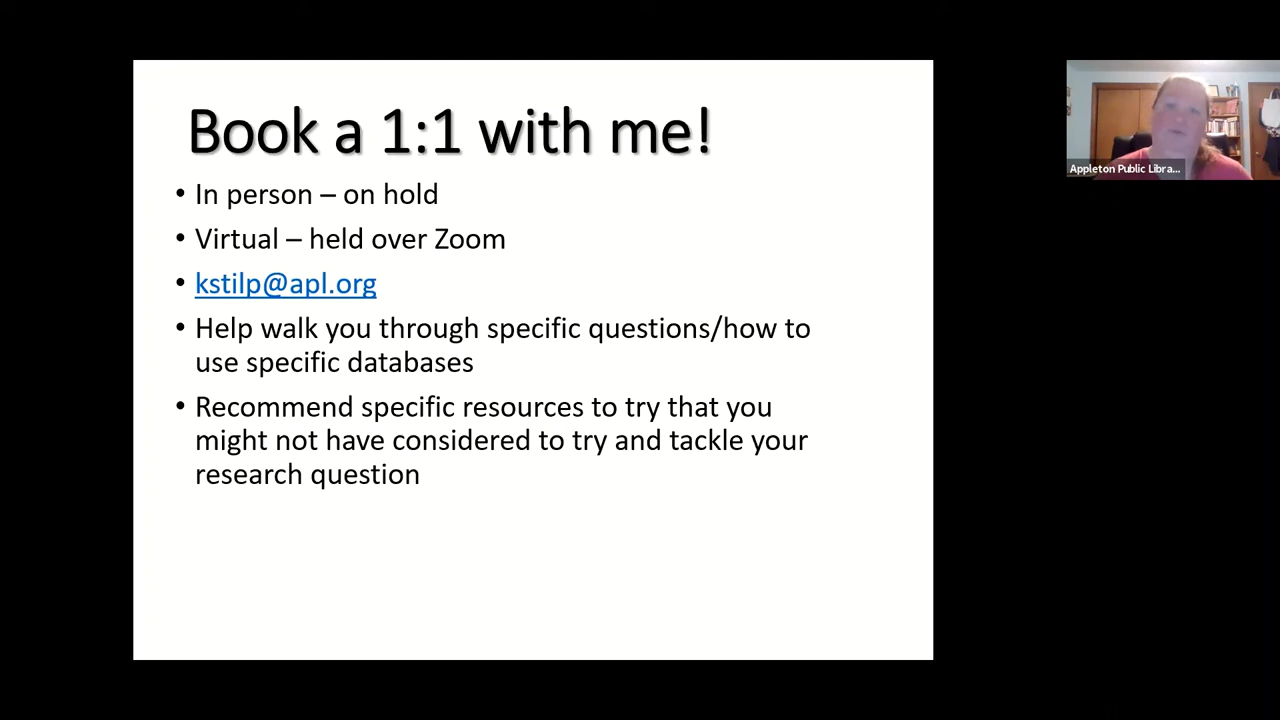 Book a 1:1 with me!
• In person – on hold
• Virtual – held over Zoom
• kstilp@apl.org
• Help walk you through specific questions/how to
use specific databases
• Recommend specific resources to try that you
might not have considered to try and tackle your
research question
Appleton Public Libra...